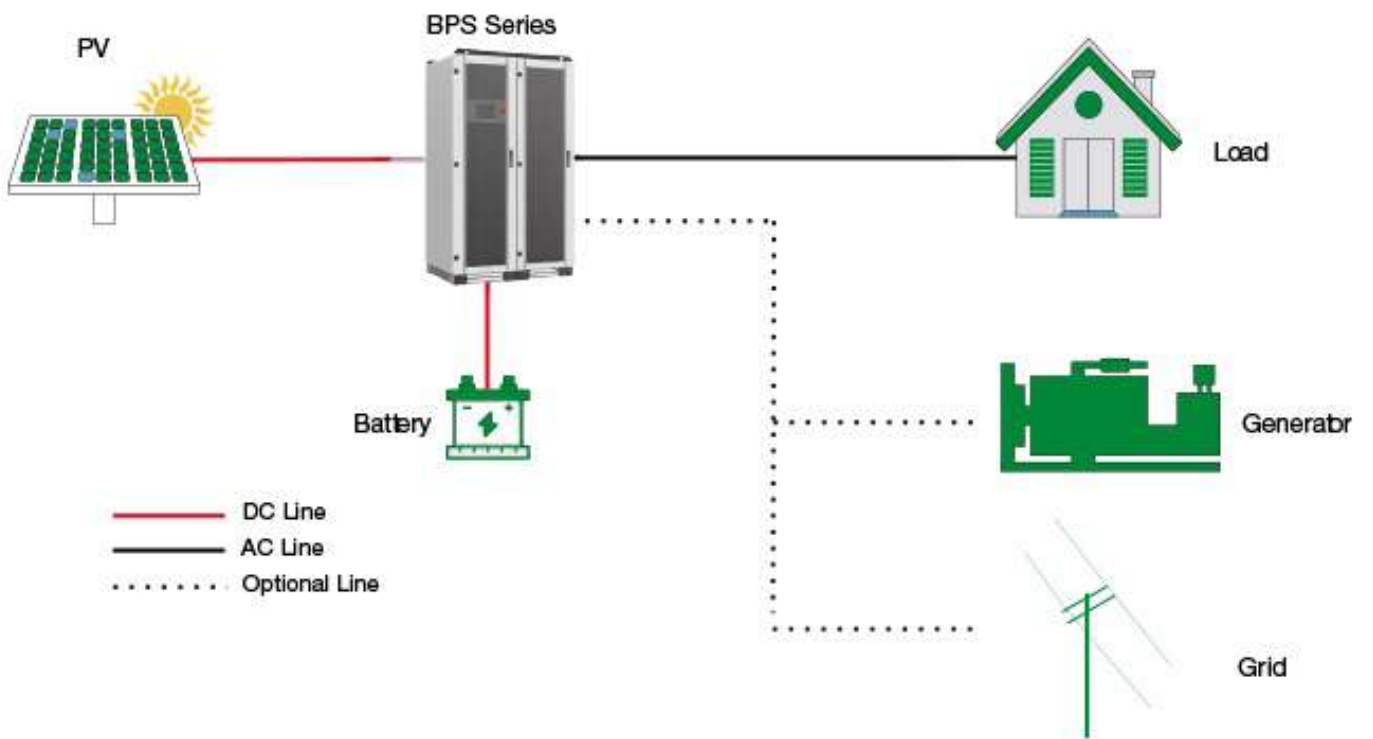 BPS Series
PV
Load
Battery
- +
Generator
DC Line
AC Line
Optional Line
Grid